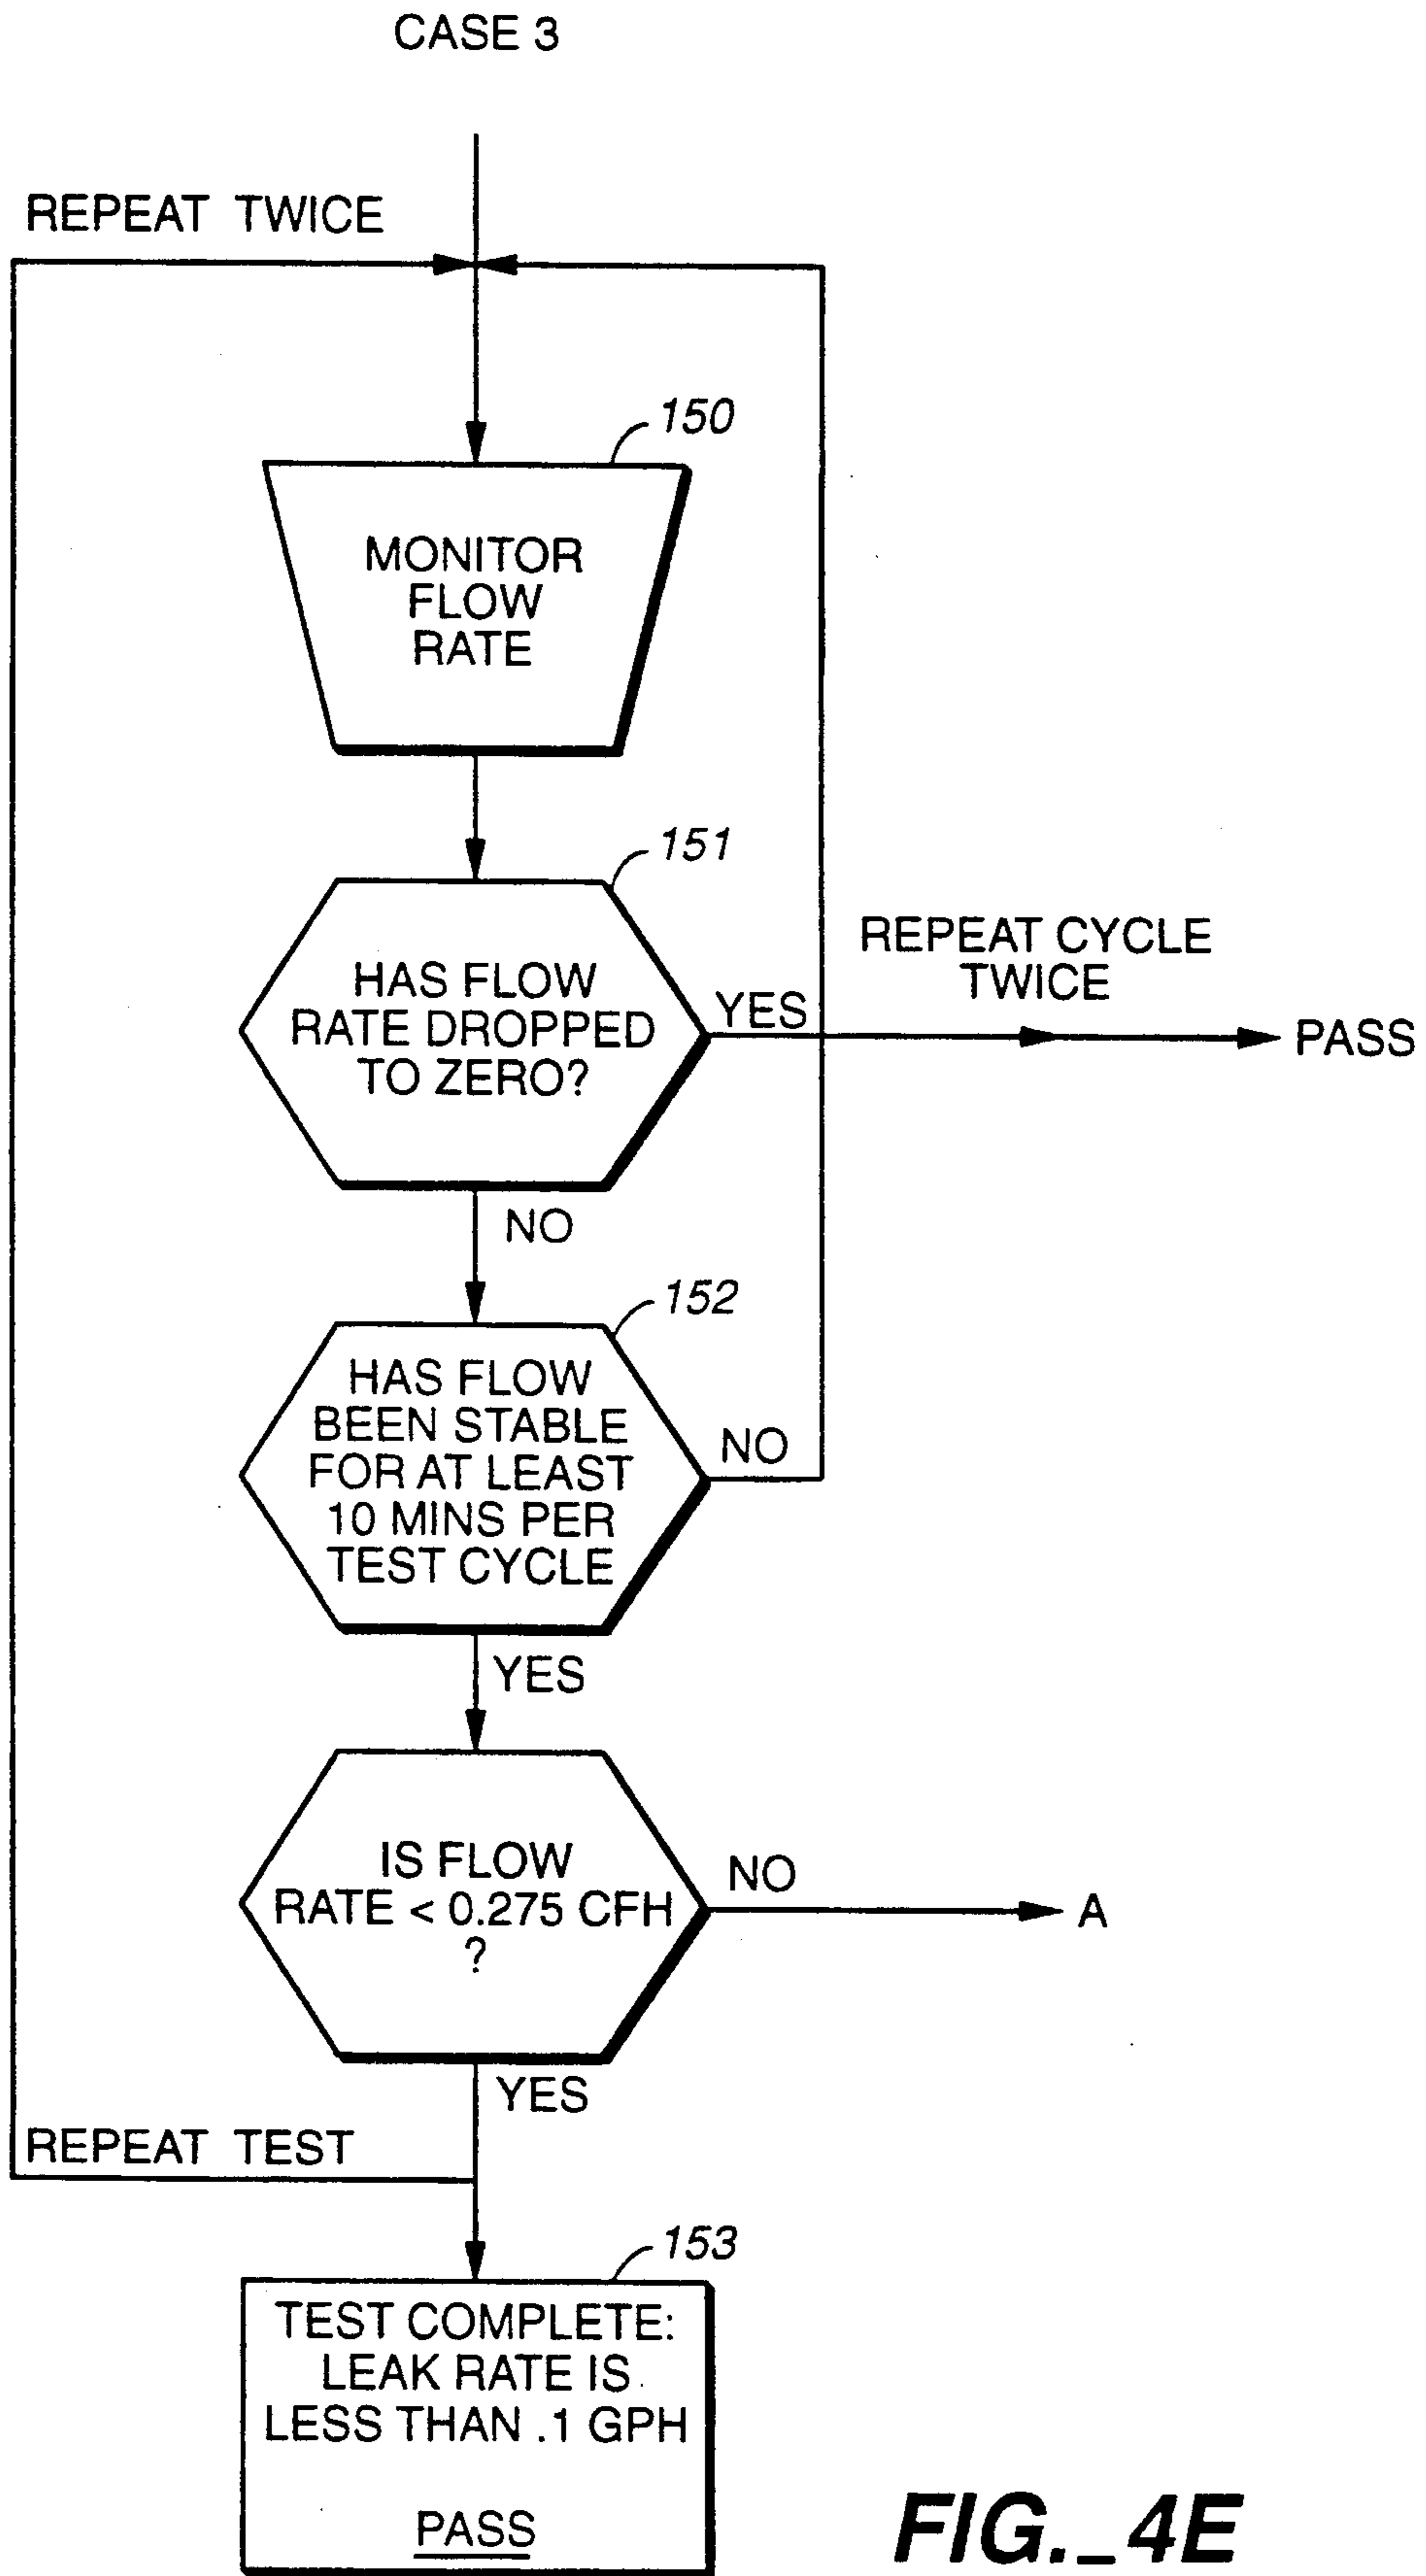 CASE 3
REPEAT TWICE
150
MONITOR
FLOW
RATE
151
HAS FLOW
RATE DROPPED
TO ZERO?
YES
REPEAT CYCLE
TWICE
PASS
NO
152
HAS FLOW
BEEN STABLE
FOR AT LEAST
10 MINS PER
TEST CYCLE
NO
YES
IS FLOW
RATE < 0.275 CFH
?
NO
A
YES
REPEAT TEST
153
TEST COMPLETE:
LEAK RATE IS
LESS THAN .1 GPH
PASS
FIG._4E